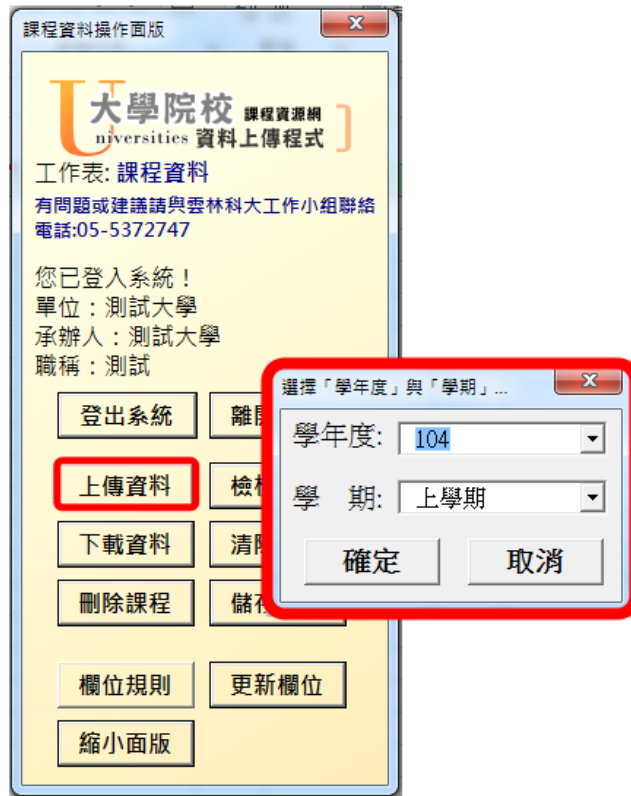 課程資料操作面版
大學院校 課程資源網
Universities 資料上傳程式
工作表: 課程資料
有問題或建議請與雲林科大工作小組聯絡
電話:05-5372747
您已登入系統！
單位：測試大學
承辦人：測試大學
職稱：測試
登出系統
上傳資料
下載資料
清
刪除課程
儲
欄位規則 更新欄位
縮小面版
選擇「學年度」與「學期」...
學年度: 104
學 期: 上學期
確定 取消